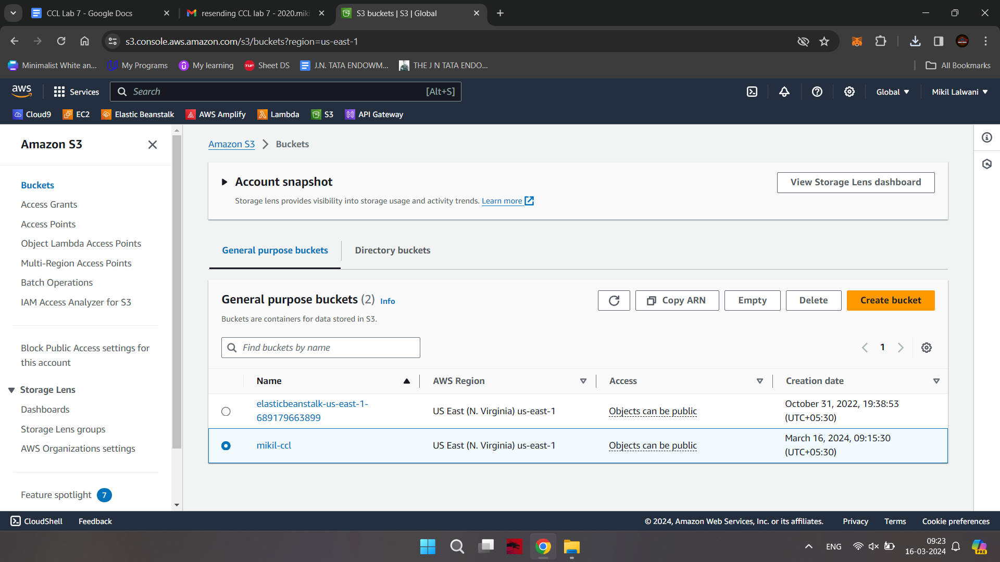 CCL Lab 7 - Google Docs
resending CCL lab 7 - 2020.miki
S3 buckets | S3 | Global
s3.console.aws.amazon.com/s3/buckets?region=us-east-1
Minimalist White an...
My Programs
My learning
TUF
Sheet DS
J.N. TATA ENDOWM...
THE J N TATA ENDO...
All Bookmarks
aws
Services
Search
[Alt+S]
Global
Mikil Lalwani
Cloud9
EC2
Elastic Beanstalk
AWS Amplify
Lambda
S3
API Gateway
Amazon S3
Buckets
Access Grants
Access Points
Object Lambda Access Points
Multi-Region Access Points
Batch Operations
IAM Access Analyzer for S3
Block Public Access settings for
this account
Storage Lens
Dashboards
Storage Lens groups
AWS Organizations settings
Feature spotlight 7
Amazon S3 > Buckets
Account snapshot
View Storage Lens dashboard
Storage lens provides visibility into storage usage and activity trends. Learn more
General purpose buckets
Directory buckets
General purpose buckets (2) Info
Copy ARN
Empty
Delete
Create bucket
Buckets are containers for data stored in S3.
Find buckets by name
1
Name
AWS Region
Access
Creation date
elasticbeanstalk-us-east-1-
689179663899
US East (N. Virginia) us-east-1
Objects can be public
October 31, 2022, 19:38:53
(UTC+05:30)
mikil-ccl
US East (N. Virginia) us-east-1
Objects can be public
March 16, 2024, 09:15:30
(UTC+05:30)
CloudShell
Feedback
© 2024, Amazon Web Services, Inc. or its affiliates.
Privacy
Terms
Cookie preferences
ENG
09:23
16-03-2024
PRE